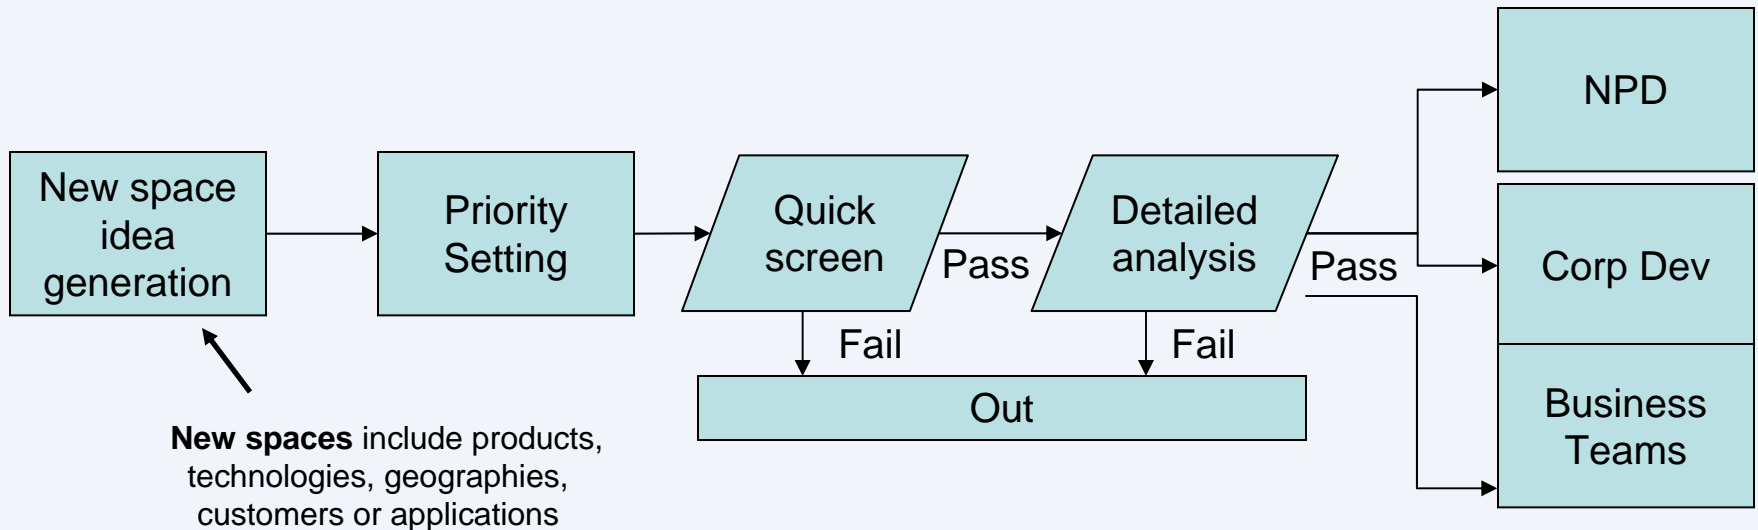 New space
idea
generation
Priority
Setting
Quick
screen
Pass
Fail
Detailed
analysis
Pass
Fail
Out
NPD
Corp Dev
Business
Teams
New spaces include products,
technologies, geographies,
customers or applications